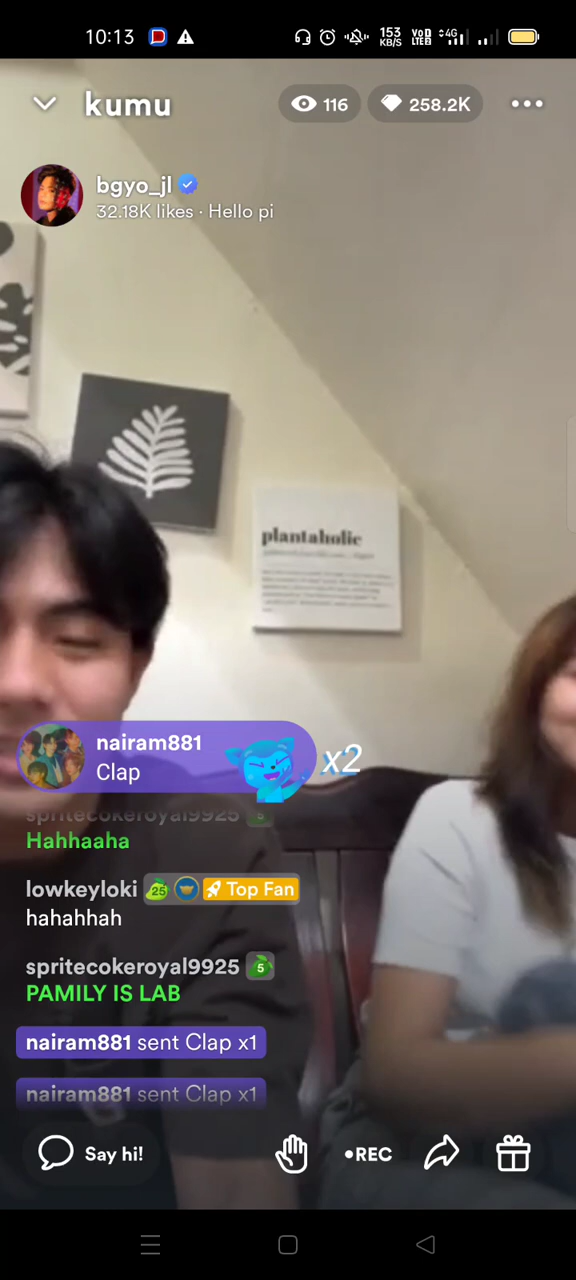 10:13
153
KB/S
VoD
LTE2
4G
kumu
116
258.2K
bgyo_jl
32.18K likes · Hello pi
plantaholic
nairam881
Clap
x2
spritecokeroyal9925
Hahhaaha
lowkeyloki 25 Top Fan
hahahhah
spritecokeroyal9925 5
PAMILY IS LAB
nairam881 sent Clap x1
nairam881 sent Clap x1
Say hi!
•REC